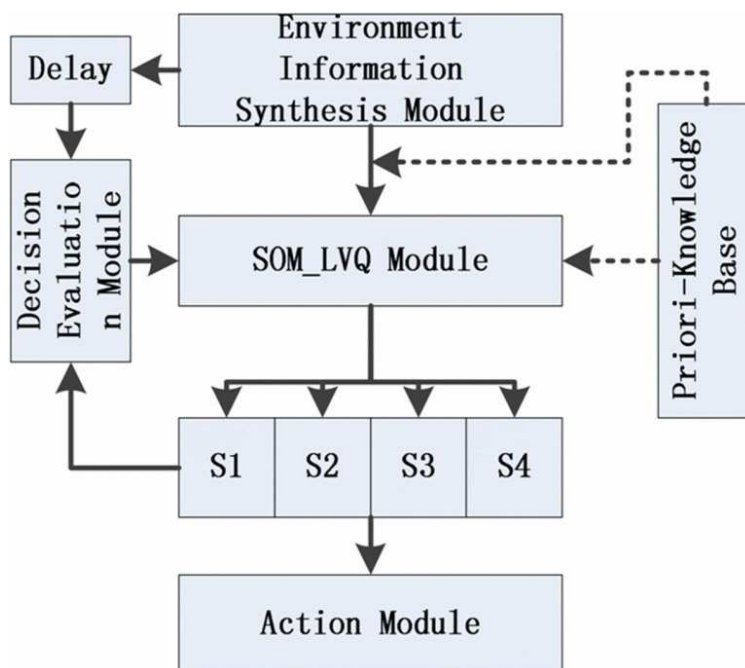 Environment
Information
Synthesis Module
Delay
Decision
Evaluatio
n Module
SOM_LVQ Module
Priori-Knowledge
Base
S1
S2
S3
S4
Action Module